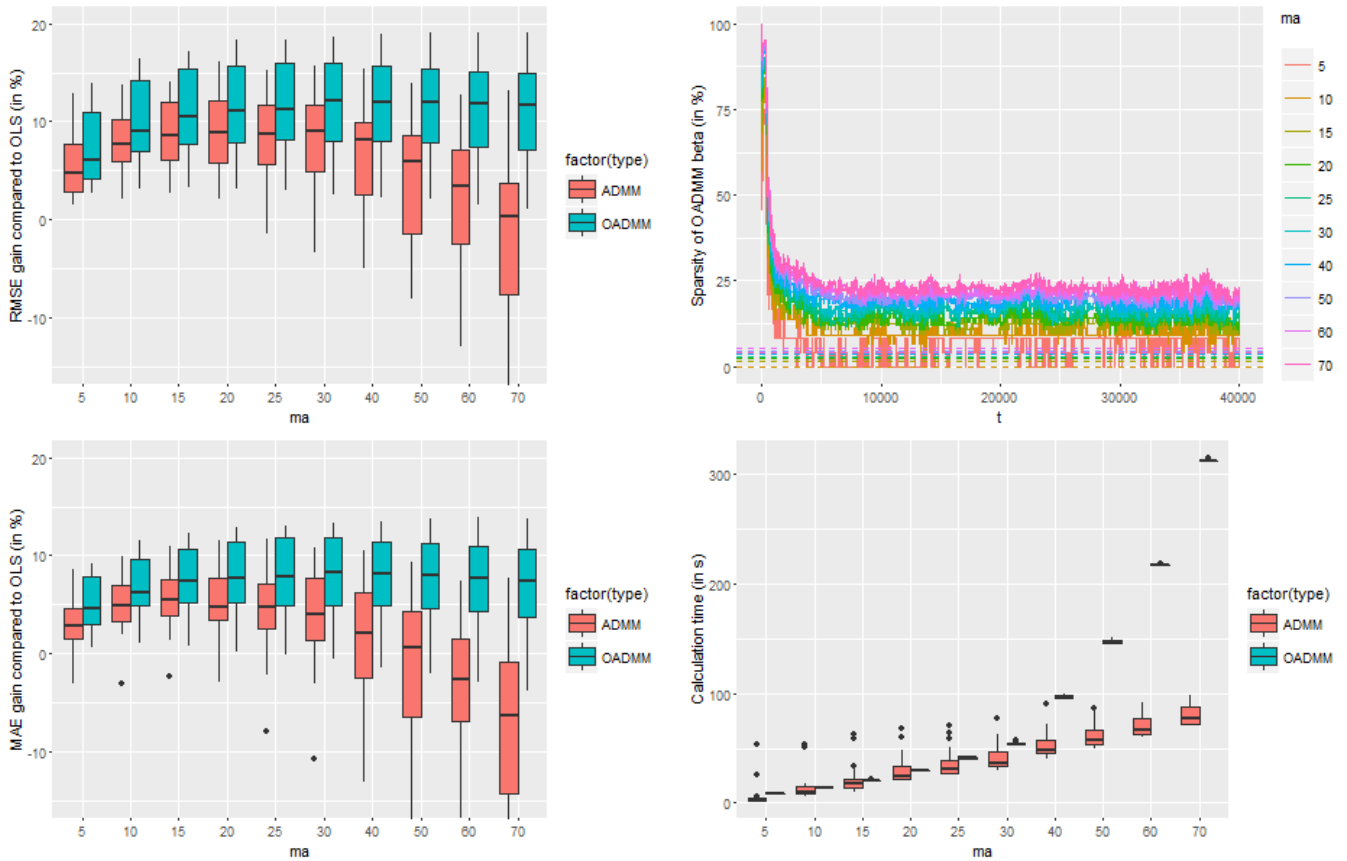 RMSE gain compared to OLS (in %)
20
10
0
-10
5 10 15 20 25 30 40 50 60 70
ma
factor(type)
ADMM
OADMM
Sparsity of OADMM beta (in %)
100
75
50
25
0
0 10000 20000 30000 40000
t
ma
5
10
15
20
25
30
40
50
60
70
MAE gain compared to OLS (in %)
20
10
0
-10
5 10 15 20 25 30 40 50 60 70
ma
factor(type)
ADMM
OADMM
Calculation time (in s)
300
200
100
0
5 10 15 20 25 30 40 50 60 70
ma
factor(type)
ADMM
OADMM